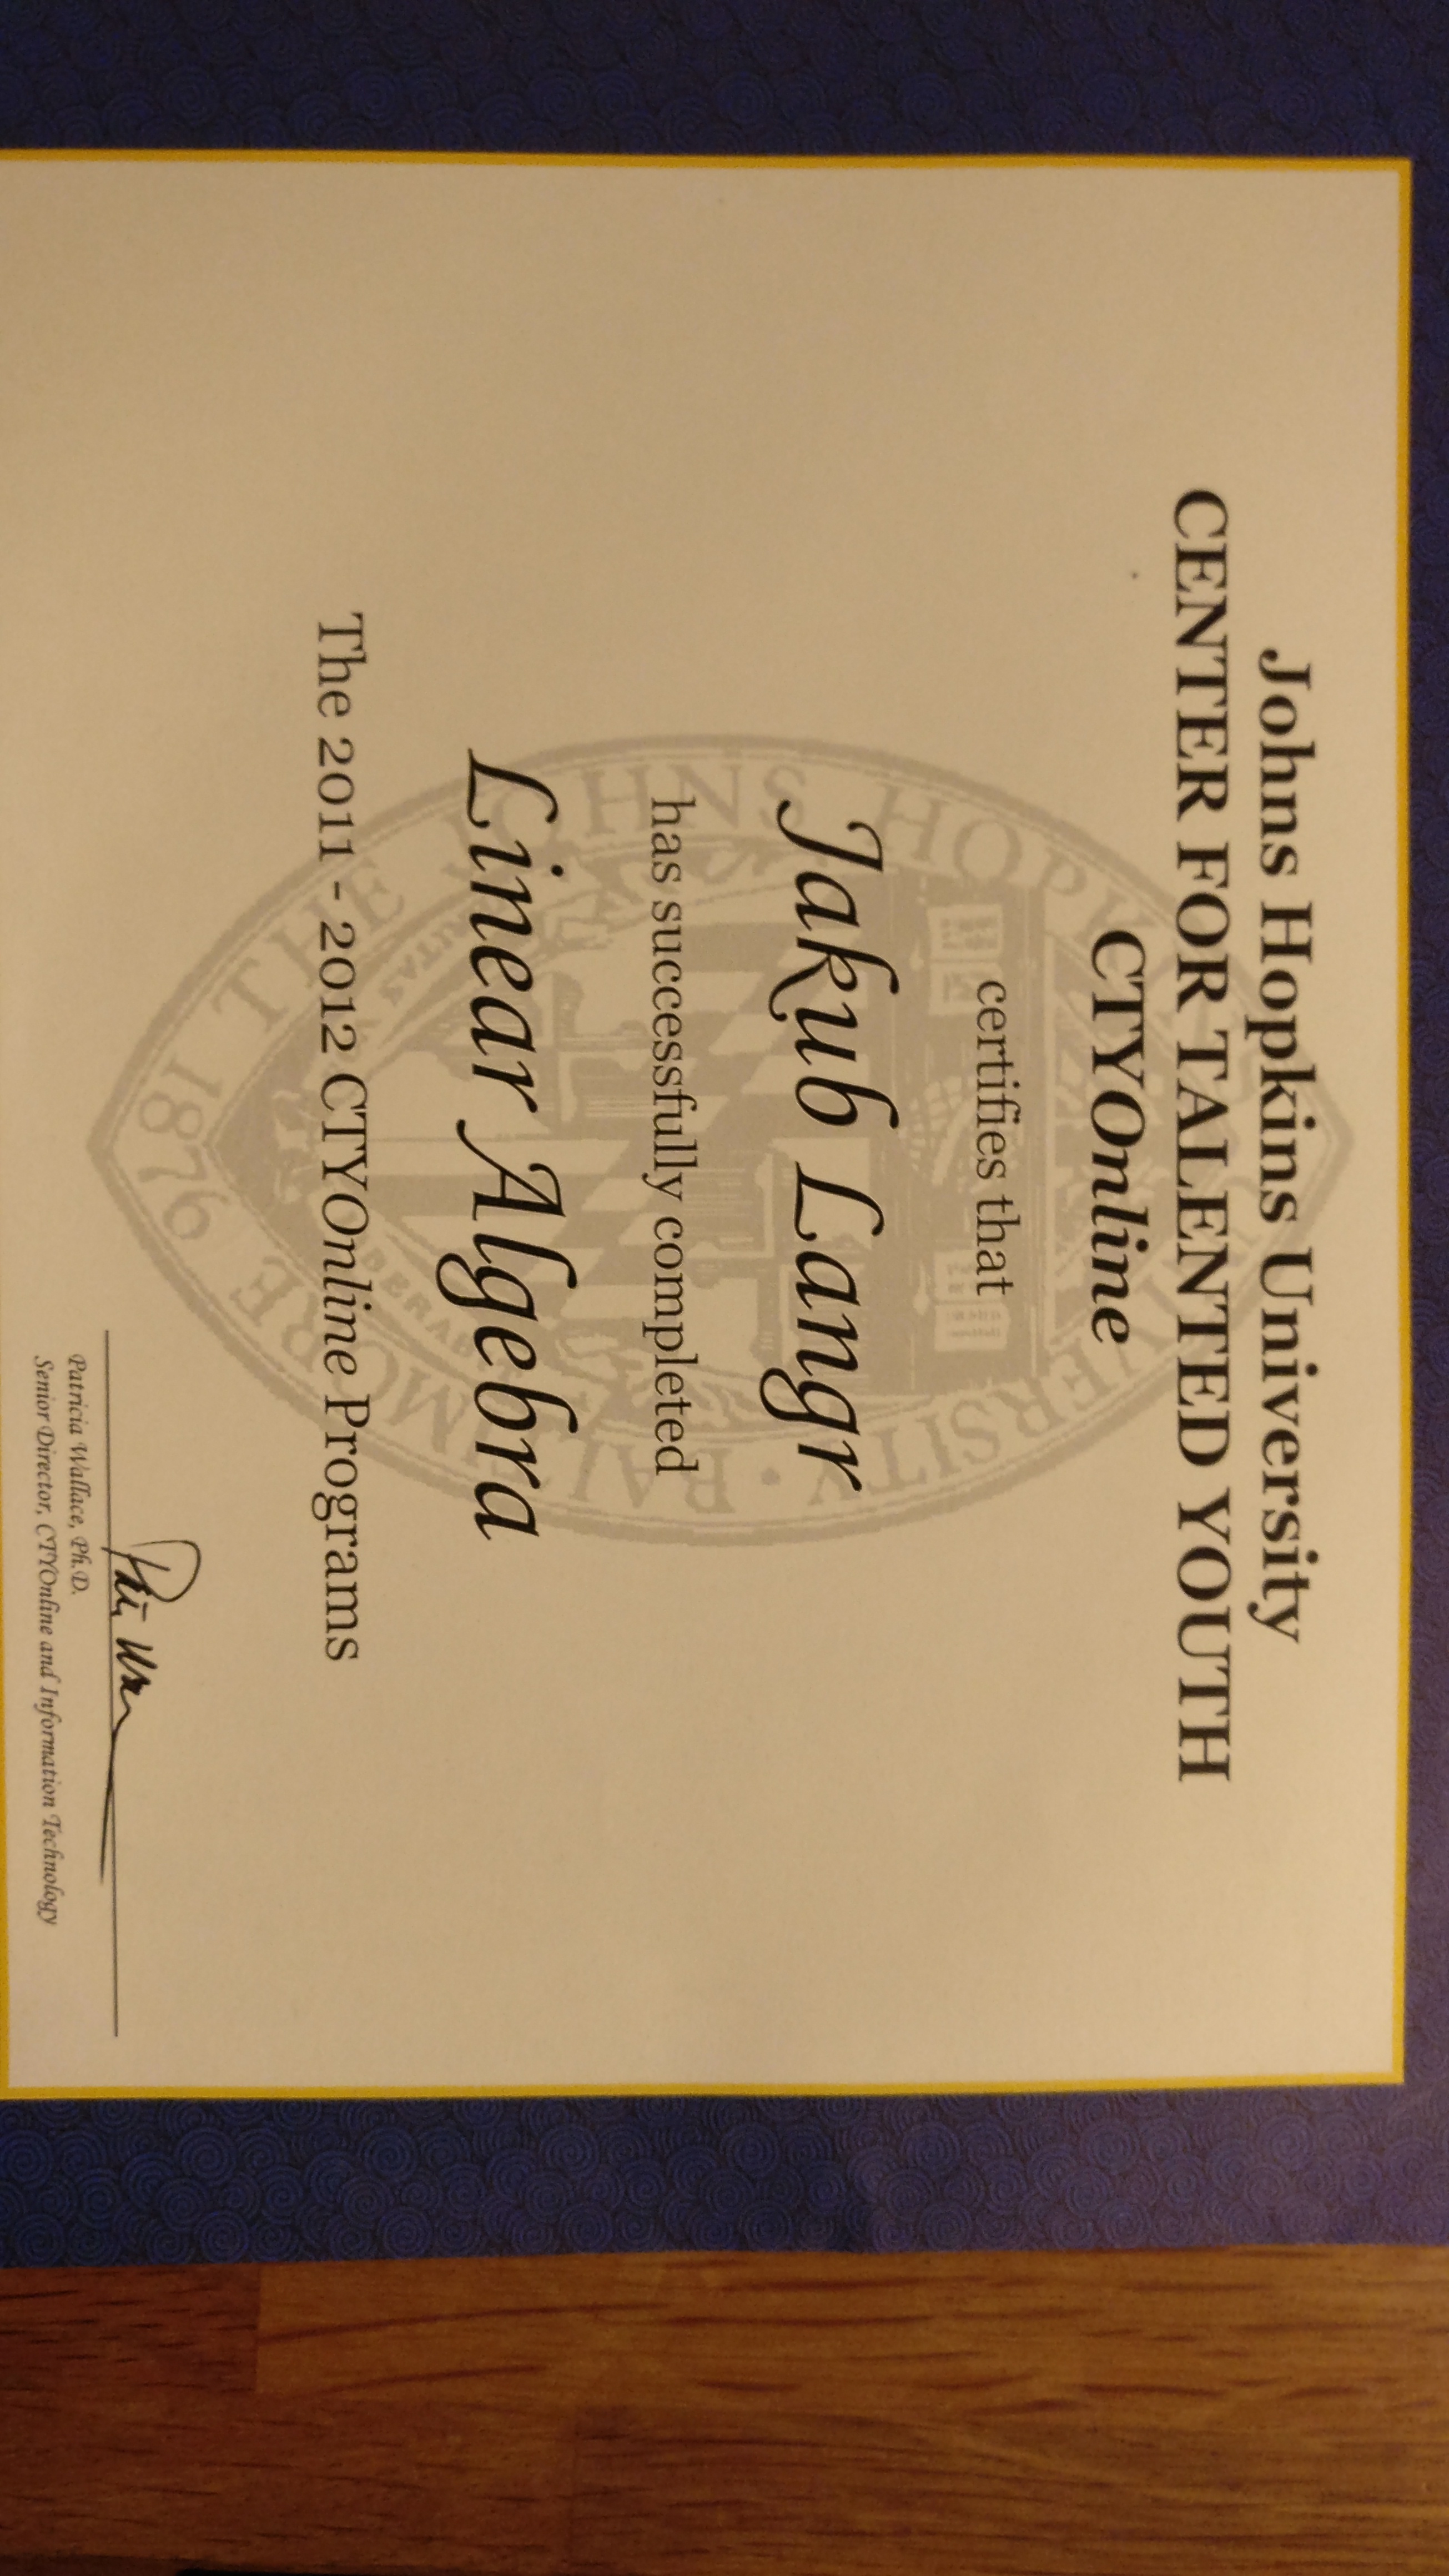 Johns Hopkins University
CENTER FOR TALENTED YOUTH
CTYOnline
certifies that
Jakub Langr
has successfully completed
Linear Algebra
The 2011 - 2012 CTYOnline Programs
Patricia Wallace, Ph.D.
Senior Director, CTYOnline and Information Technology
THE JOHNS HOPKINS UNIVERSITY · BALTIMORE
1876